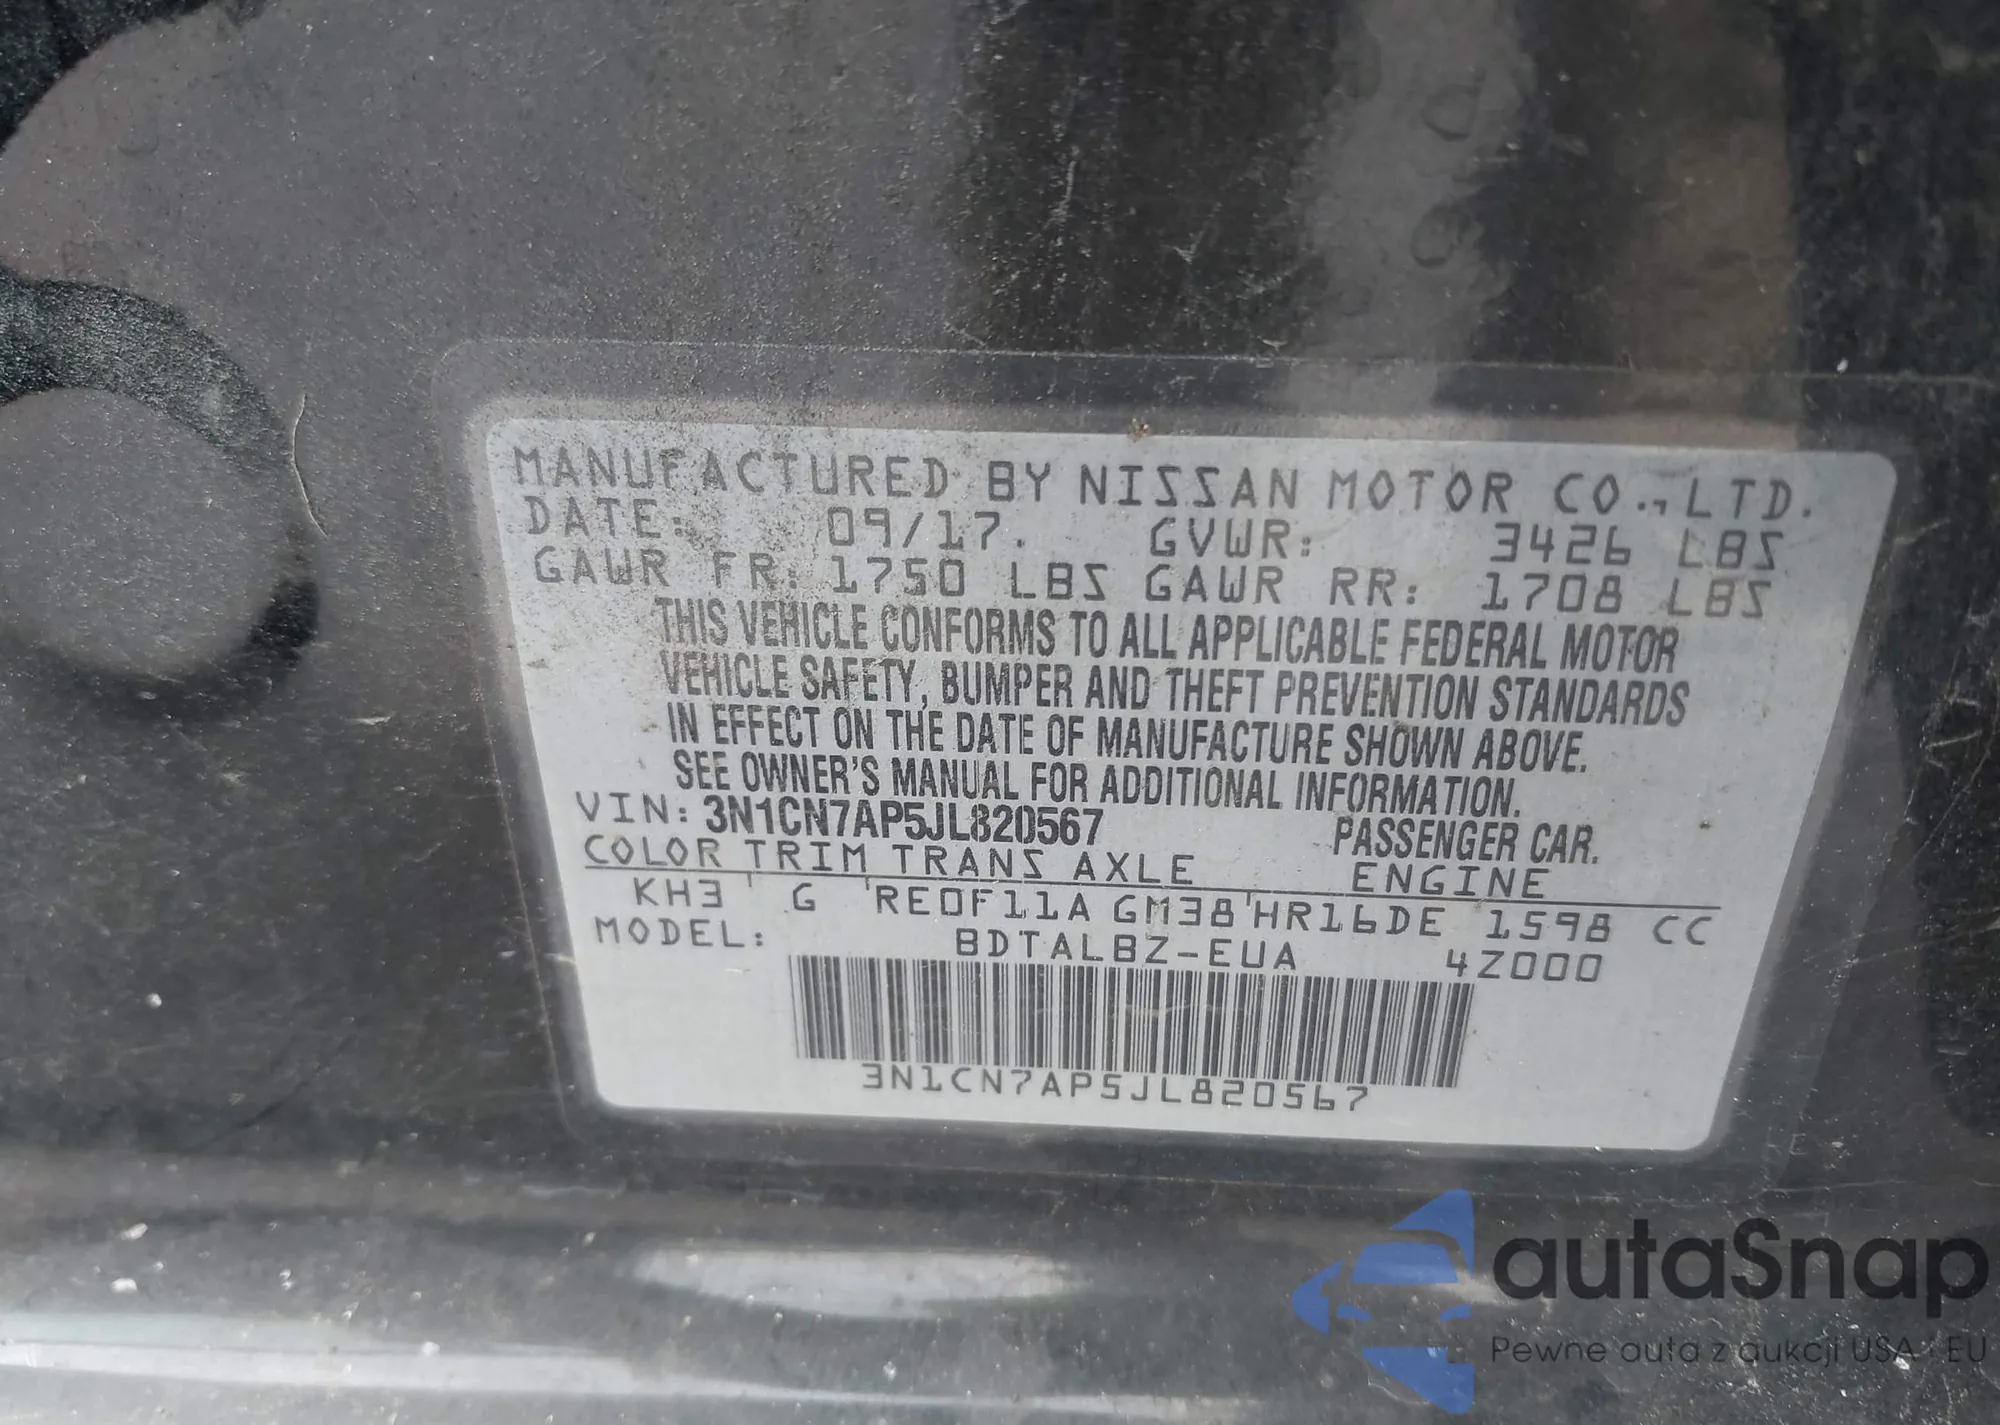 MANUFACTURED BY NISSAN MOTOR CO., LTD.
DATE: 09/17. GVWR: 3426 LBS
GAWR FR: 1750 LBS GAWR RR: 1708 LBS
THIS VEHICLE CONFORMS TO ALL APPLICABLE FEDERAL MOTOR
VEHICLE SAFETY, BUMPER AND THEFT PREVENTION STANDARDS
IN EFFECT ON THE DATE OF MANUFACTURE SHOWN ABOVE.
SEE OWNER'S MANUAL FOR ADDITIONAL INFORMATION.
VIN: 3N1CN7AP5JL820567 PASSENGER CAR.
COLOR TRIM TRANS AXLE ENGINE
KH3 ' G 'RE0F11A GM38'HR16DE 1598 CC
MODEL: BDTALBZ-EUA 4Z000
3N1CN7AP5JL820567
autaSnap
Pewne auta z aukcji USA i EU